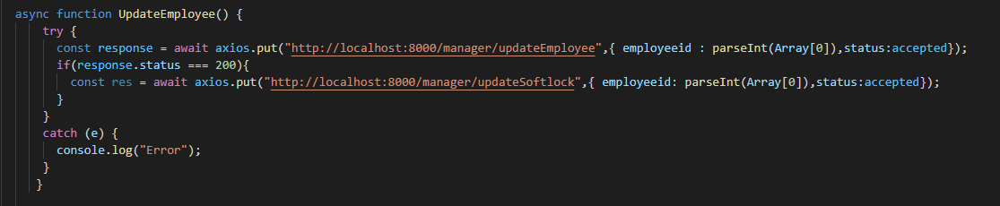 async function UpdateEmployee() {
try {
const response = await axios.put("http://localhost:8000/manager/updateEmployee",{ employeeid : parseInt(Array[0]),status:accepted});
if(response.status === 200){
const res = await axios.put("http://localhost:8000/manager/updateSoftlock",{ employeeid: parseInt(Array[0]),status:accepted});
}
}
catch (e) {
console.log("Error");
}
}